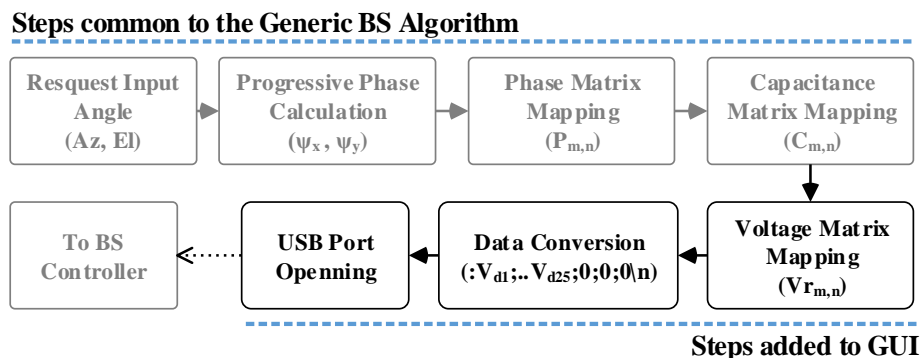 Steps common to the Generic BS Algorithm
Resquest Input
Angle
(Az, El)
Progressive Phase
Calculation
(ψx , ψy)
Phase Matrix
Mapping
(Pm,n)
Capacitance
Matrix Mapping
(Cm,n)
Voltage Matrix
Mapping
(Vrm,n)
Data Conversion
(:Vd1;..Vd25;0;0;0\n)
USB Port
Openning
To BS
Controller
Steps added to GUI